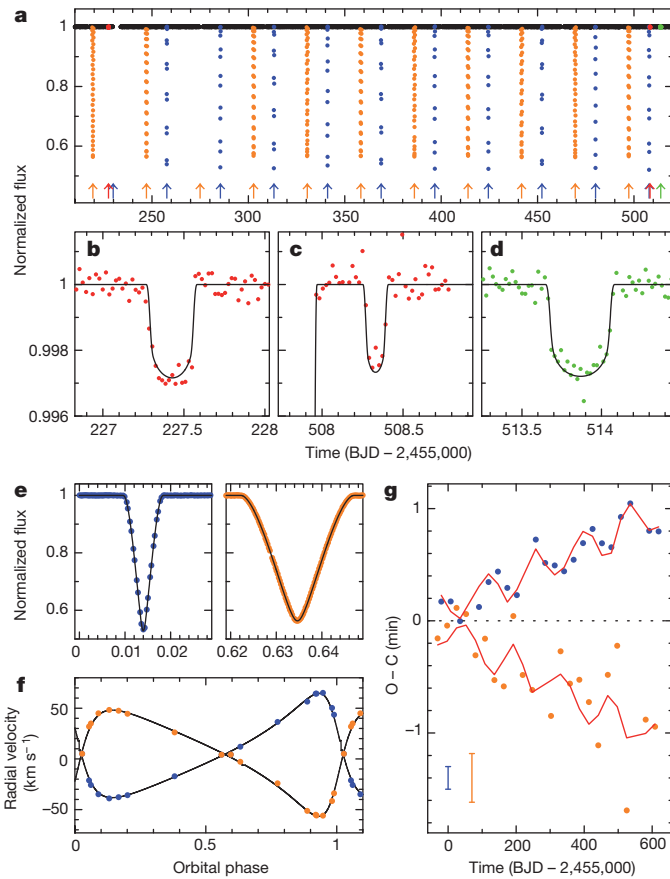 a
Normalized flux
1
0.8
0.6
250 300 350 400 450 500
b c d
Normalized flux
1
0.998
0.996
227 227.5 228
508 508.5
513.5 514
Time (BJD – 2,455,000)
e
Normalized flux
1
0.8
0.6
0 0.01 0.02
0.62 0.63 0.64
f
Radial velocity
(km s⁻¹)
50
0
–50
0 0.5 1
Orbital phase
g
O – C (min)
1
0
–1
0 200 400 600
Time (BJD – 2,455,000)